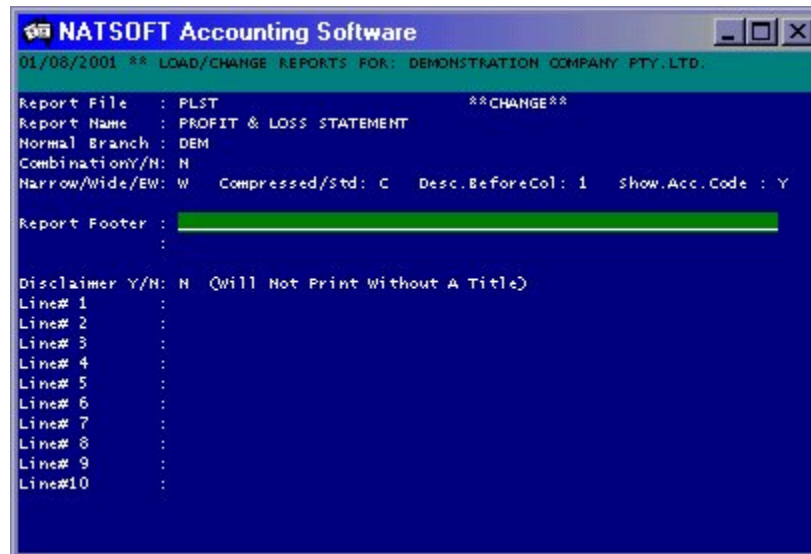 NATSOFT Accounting Software
01/08/2001 ** LOAD/CHANGE REPORTS FOR: DEMONSTRATION COMPANY PTY.LTD.
Report File : PLST **CHANGE**
Report Name : PROFIT & LOSS STATEMENT
Normal Branch : DEM
CombinationY/N: N
Narrow/Wide/EW: W Compressed/Std: C Desc.BeforeCol: 1 Show.Acc.Code : Y
Report Footer :
:
Disclaimer Y/N: N (Will Not Print Without A Title)
Line# 1 :
Line# 2 :
Line# 3 :
Line# 4 :
Line# 5 :
Line# 6 :
Line# 7 :
Line# 8 :
Line# 9 :
Line#10 :